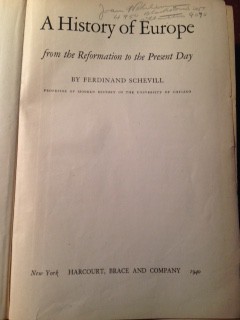 A History of Europe
from the Reformation to the Present Day
BY FERDINAND SCHEVILL
PROFESSOR OF MODERN HISTORY IN THE UNIVERSITY OF CHICAGO
New York HARCOURT, BRACE AND COMPANY 1940